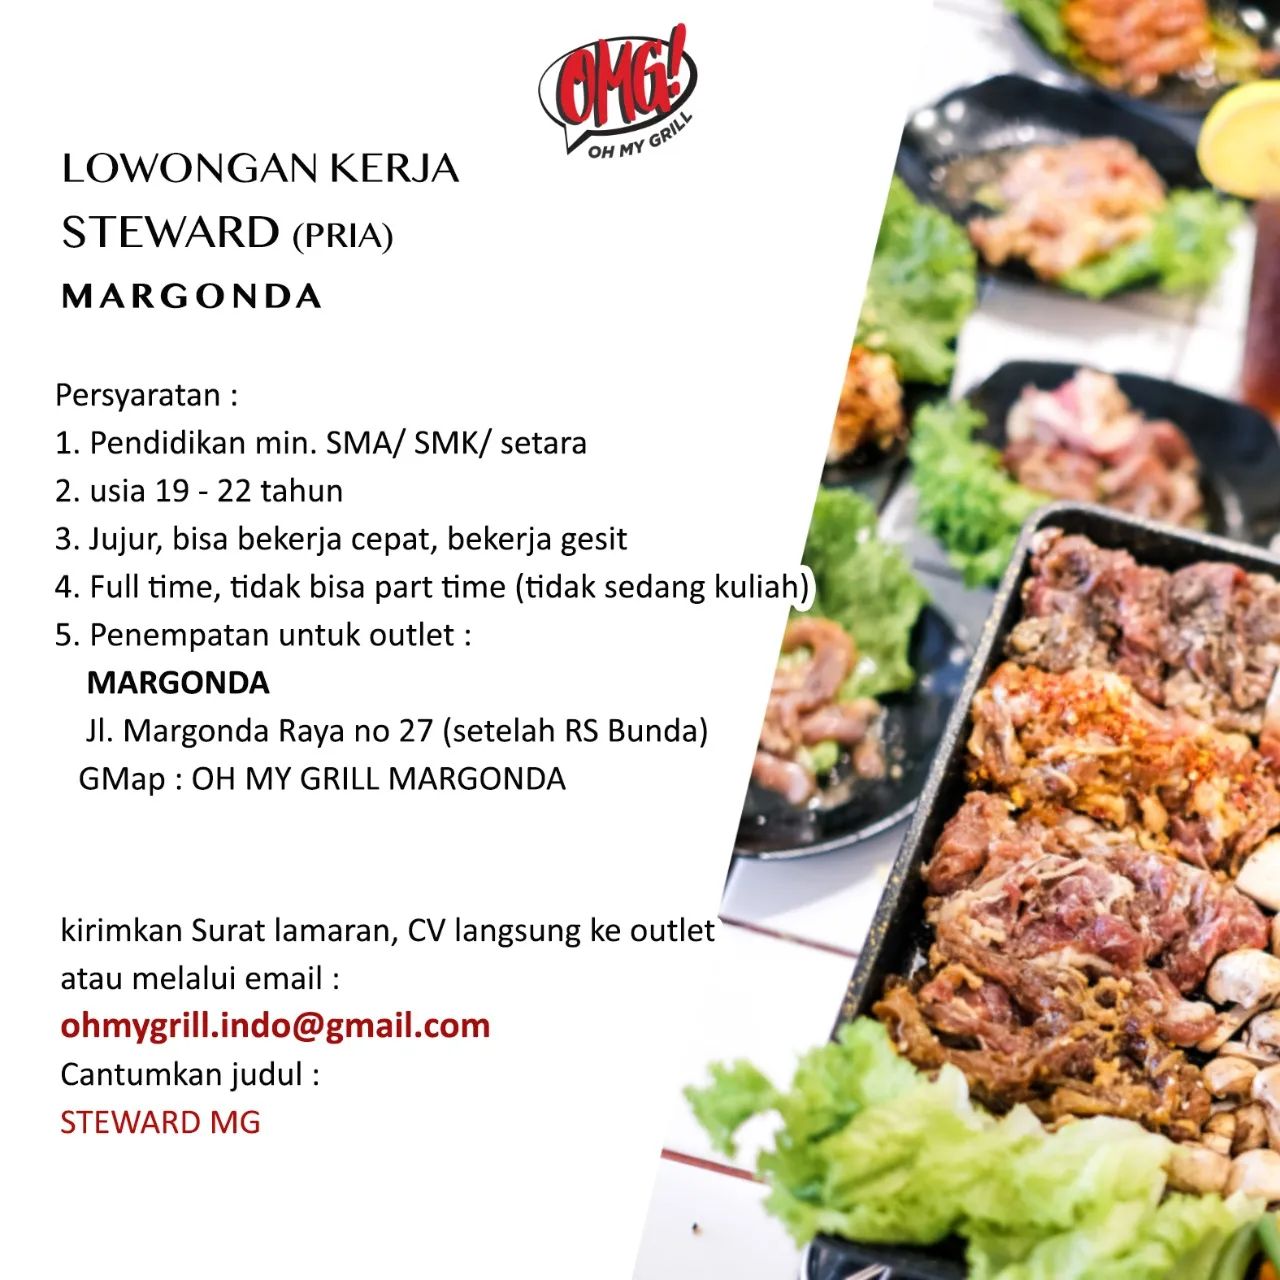 OMG!
OH MY GRILL
LOWONGAN KERJA
STEWARD (PRIA)
MARGONDA
Persyaratan :
1. Pendidikan min. SMA/ SMK/ setara
2. usia 19 - 22 tahun
3. Jujur, bisa bekerja cepat, bekerja gesit
4. Full time, tidak bisa part time (tidak sedang kuliah)
5. Penempatan untuk outlet :
MARGONDA
Jl. Margonda Raya no 27 (setelah RS Bunda)
GMap : OH MY GRILL MARGONDA
kirimkan Surat lamaran, CV langsung ke outlet
atau melalui email :
ohmygrill.indo@gmail.com
Cantumkan judul :
STEWARD MG